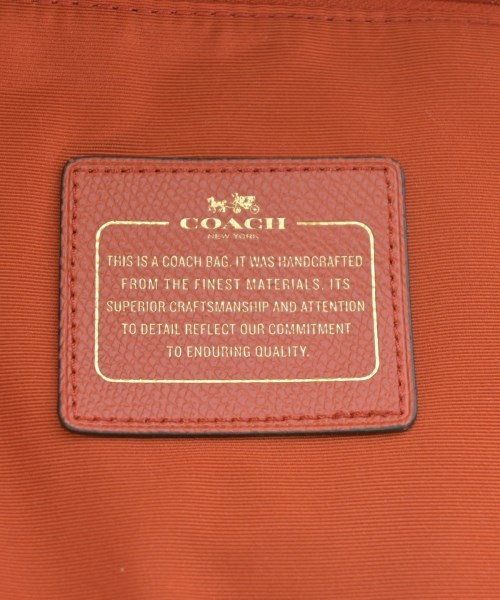 COACH
NEW YORK
THIS IS A COACH BAG. IT WAS HANDCRAFTED
FROM THE FINEST MATERIALS. ITS
SUPERIOR CRAFTSMANSHIP AND ATTENTION
TO DETAIL REFLECT OUR COMMITMENT
TO ENDURING QUALITY.